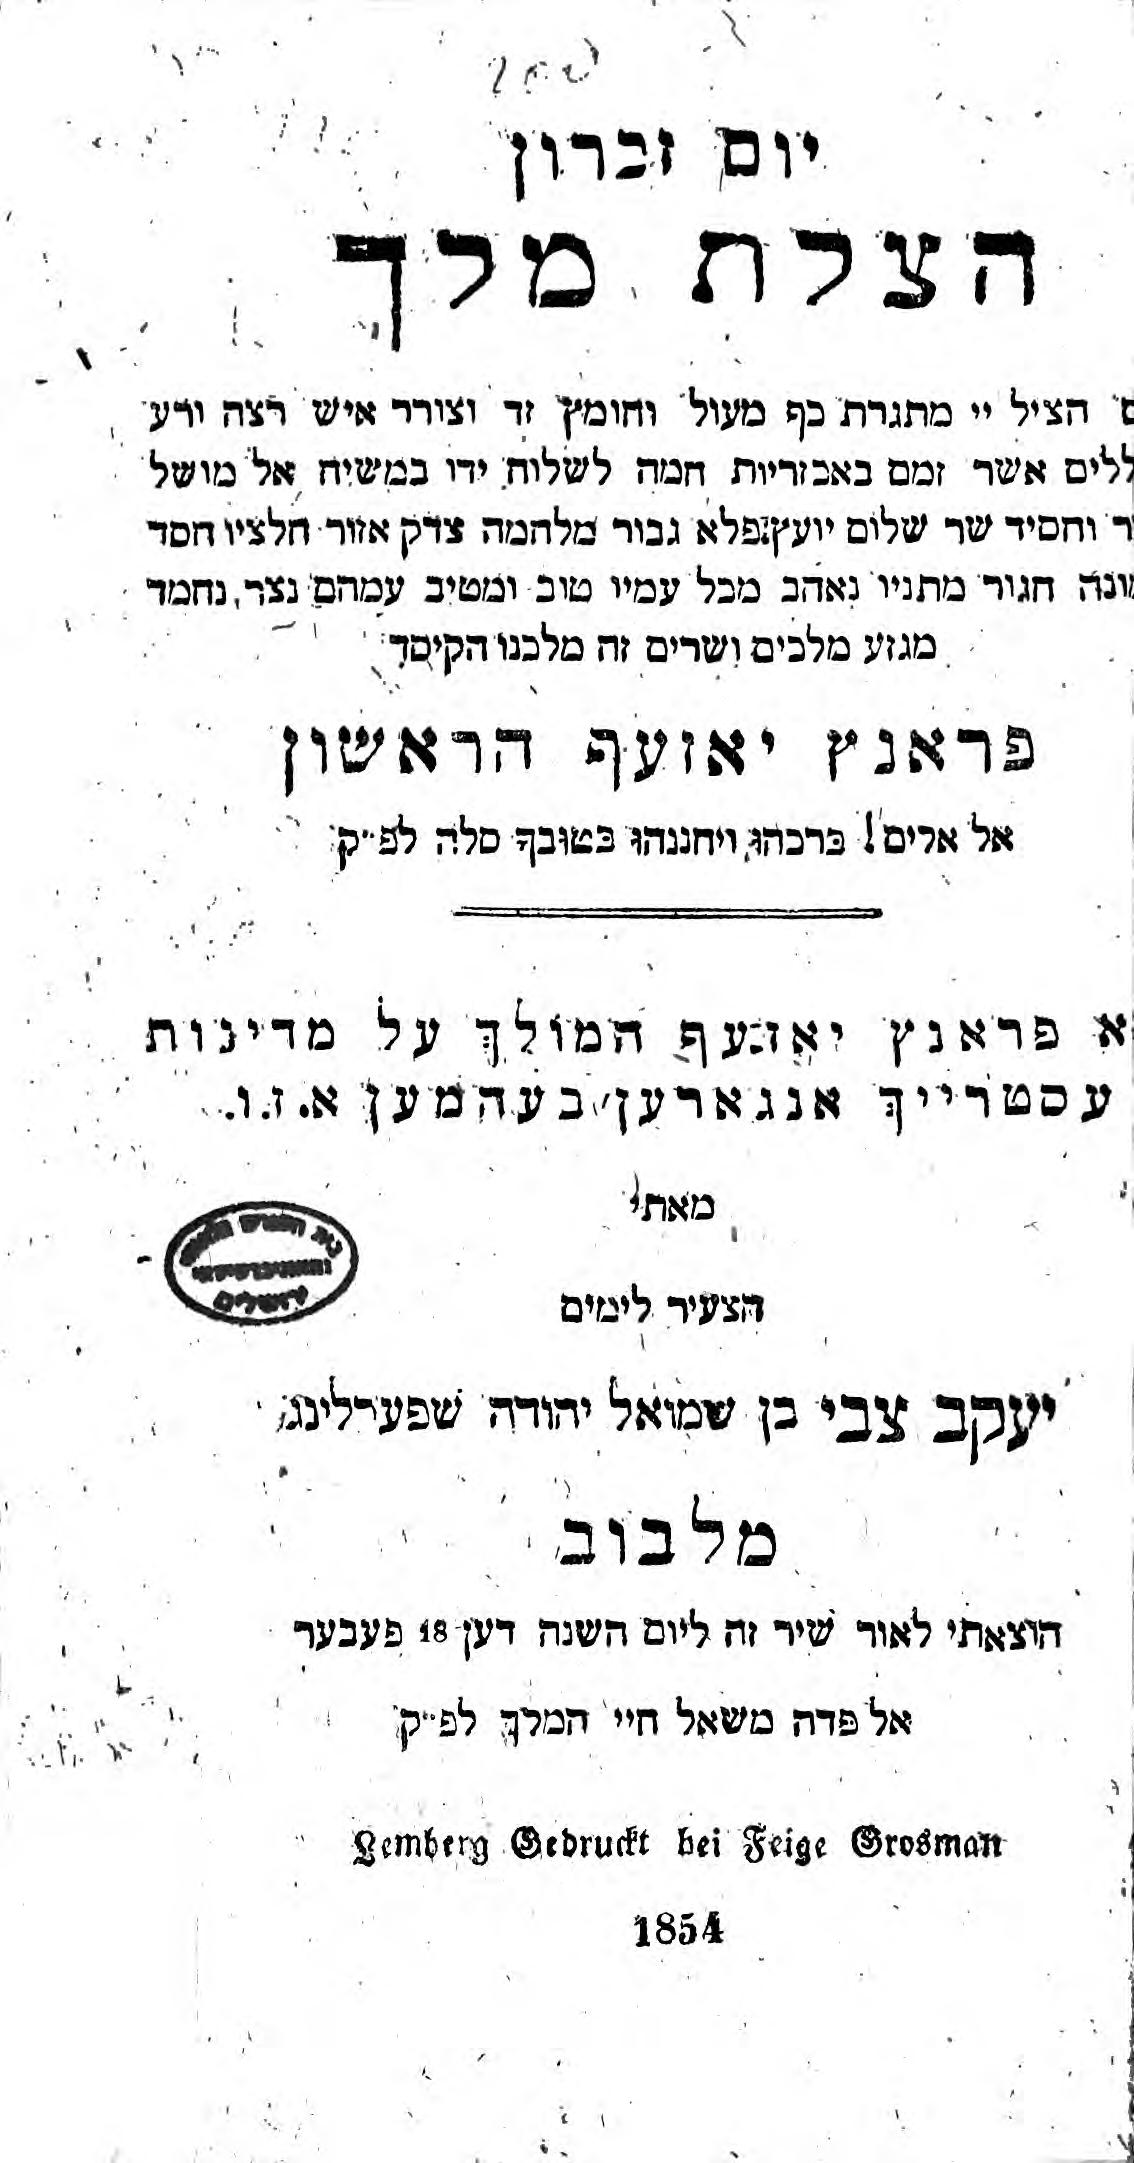 יום זכרון
הצלת מלך
הציל יי מתגרת כף מעול וחומץ זד וצורר איש רצה ורע
אשר זמם באכזריות חמה לשלוח ידו במשיח אל מושל
וחסיד שר שלום יועץ פלא גבור מלחמה צדק אזור חלציו חסד
חגור מתניו נאהב מכל עמיו טוב ומטיב עמהם נצר נחמד
מגזע מלכים ושרים זה מלכנו הקיסר
פראנץ יאזעף הראשון
אל אלים! ברכהו ויחננהו בטובך סלה לפ״ק
פראנץ יאזעף המולך על מדינות
עסטרייך אנגארען בעהמען א. ז. ו.
מאתי
הצעיר לימים
יעקב צבי בן שמואל יהודה שפערלינג
מלבוב
הוצאתי לאור שיר זה ליום השנה דען 18 פעבער
אל פדה משאל חיי המלך לפ״ק
Lemberg Gedruckt bei Feige Grosman
1854
ירושלים